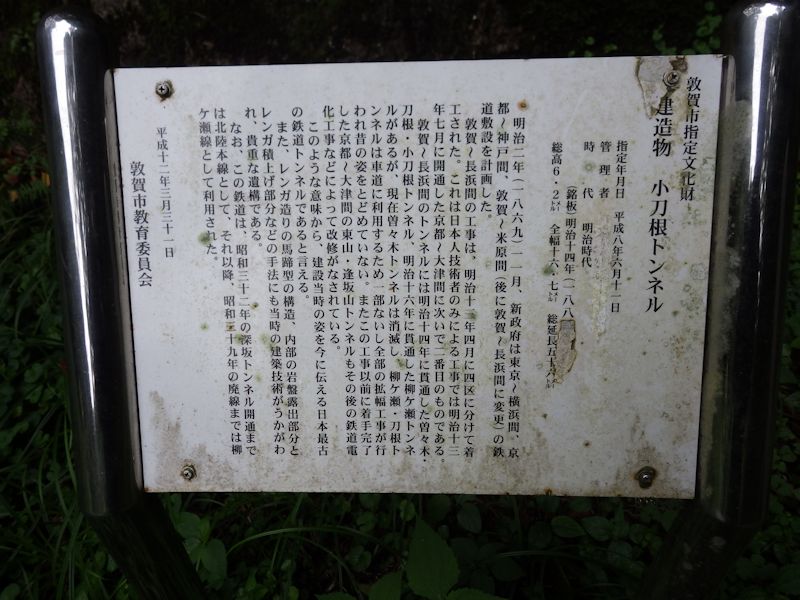 敦賀市指定文化財
建造物　小刀根トンネル
指定年月日　平成八年六月十一日
管理者
時　代　明治時代
（銘板）明治十四年（一八八
総高６・２㍍　全幅十六、七㍍　総延長五十六㍍
明治二年（一八六九）一一月、新政府は東京～横浜間、京
都～神戸間、敦賀～米原間（後に敦賀～長浜間に変更）の鉄
道敷設を計画した。
敦賀～長浜間の工事は、明治十三年四月に四区に分けて着
工された。これは日本人技術者のみによる工事では明治十三
年七月に開通した京都～大津間に次いで二番目のものである。
敦賀～長浜間のトンネルには明治十四年に貫通した曽々木・
刀根・小刀根トンネル、明治十六年に貫通した柳ヶ瀬トンネ
ルがあるが、現在曽々木トンネルは消滅し、柳ヶ瀬・刀根ト
ンネルは車道に利用するため一部ないし全部の拡幅工事が行
われ昔の姿をとどめていない。またこの工事以前に着手完了
した京都～大津間の東山・逢坂山トンネルもその後の鉄道電
化工事などによって改修がなされている。
このような意味から、建設当時の姿を今に伝える日本最古
の鉄道トンネルであると言える。
また、レンガ造りの馬蹄型の構造、内部の岩盤露出部分と
レンガ積上げ部分などの手法にも当時の建築技術がうかがわ
れ、貴重な遺構である。
なお、この鉄道は、昭和三十二年の深坂トンネル開通まで
は北陸本線として、それ以降、昭和三十九年の廃線までは柳
ケ瀬線として利用された。
平成十二年三月三十一日
敦賀市教育委員会